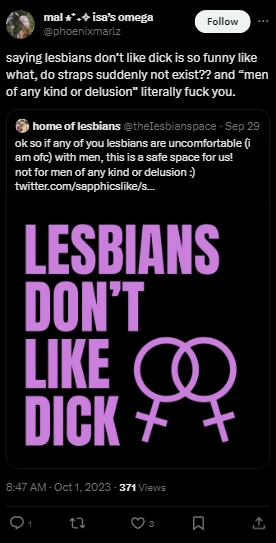 mal ⋆˚.˖✧ isa's omega
@phoenixmarlz
Follow
saying lesbians don't like dick is so funny like
what, do straps suddenly not exist?? and “men
of any kind or delusion” literally fuck you.
home of lesbians @thelesbianspace · Sep 29
ok so if any of you lesbians are uncomfortable (i
am ofc) with men, this is a safe space for us!
not for men of any kind or delusion :)
twitter.com/sapphicslike/s...
LESBIANS
DON'T
LIKE
DICK
8:47 AM · Oct 1, 2023 · 371 Views
1
3